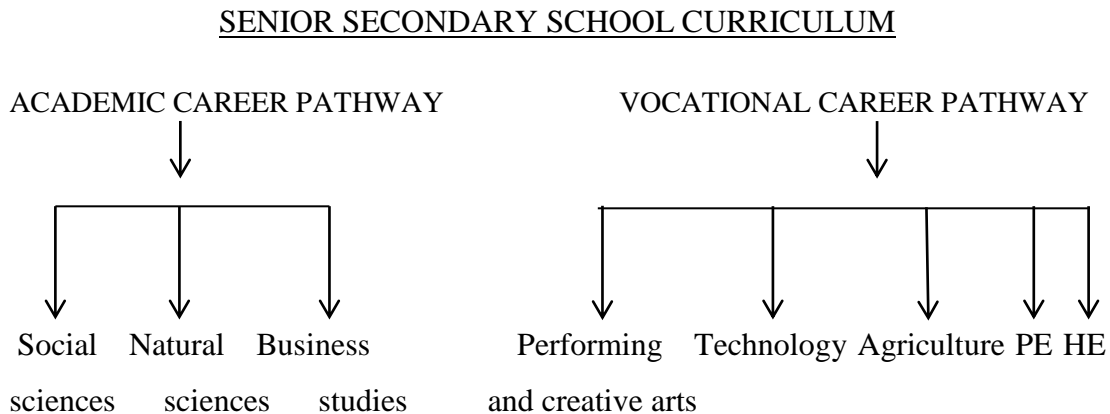 SENIOR SECONDARY SCHOOL CURRICULUM
ACADEMIC CAREER PATHWAY VOCATIONAL CAREER PATHWAY
Social Natural Business Performing Technology Agriculture PE HE
sciences sciences studies and creative arts